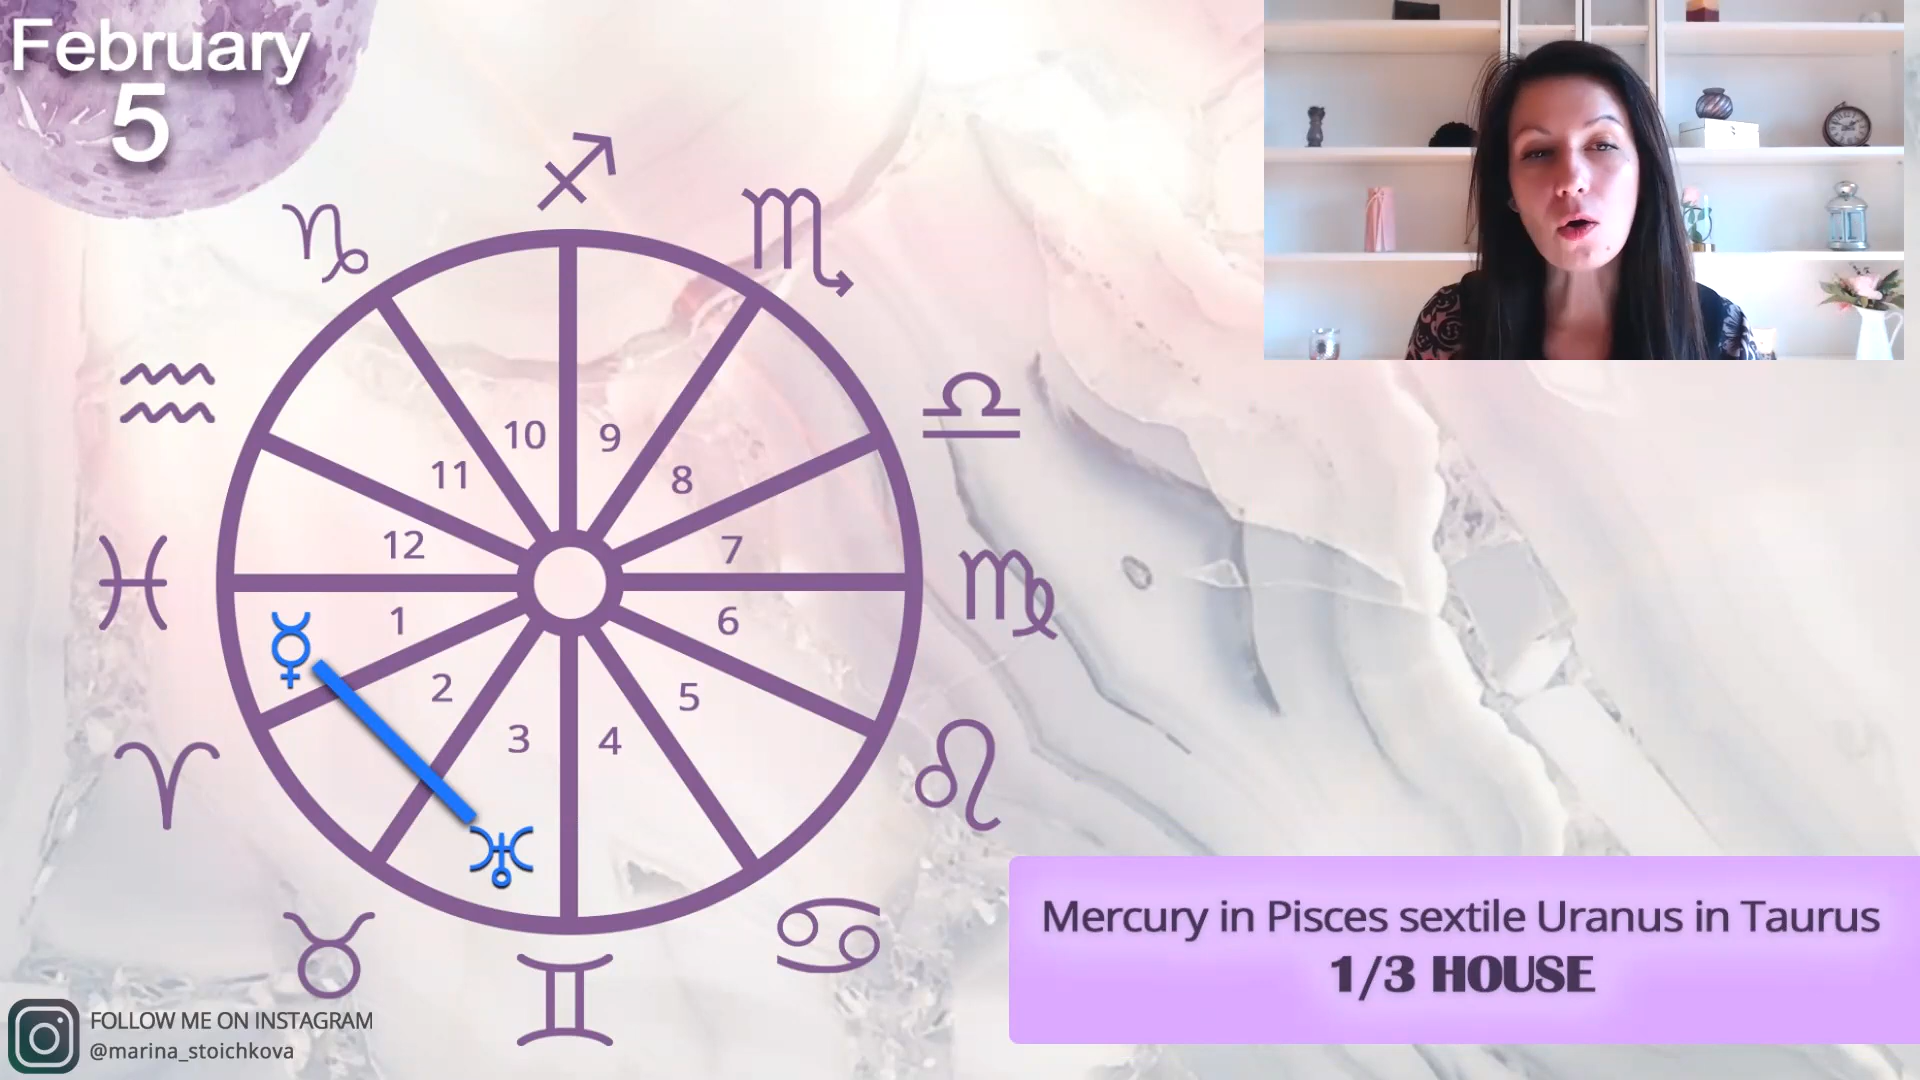 February
5
10
9
11
8
12
7
1
6
2
5
3
4
Mercury in Pisces sextile Uranus in Taurus
1/3 HOUSE
FOLLOW ME ON INSTAGRAM
@marina_stoichkova